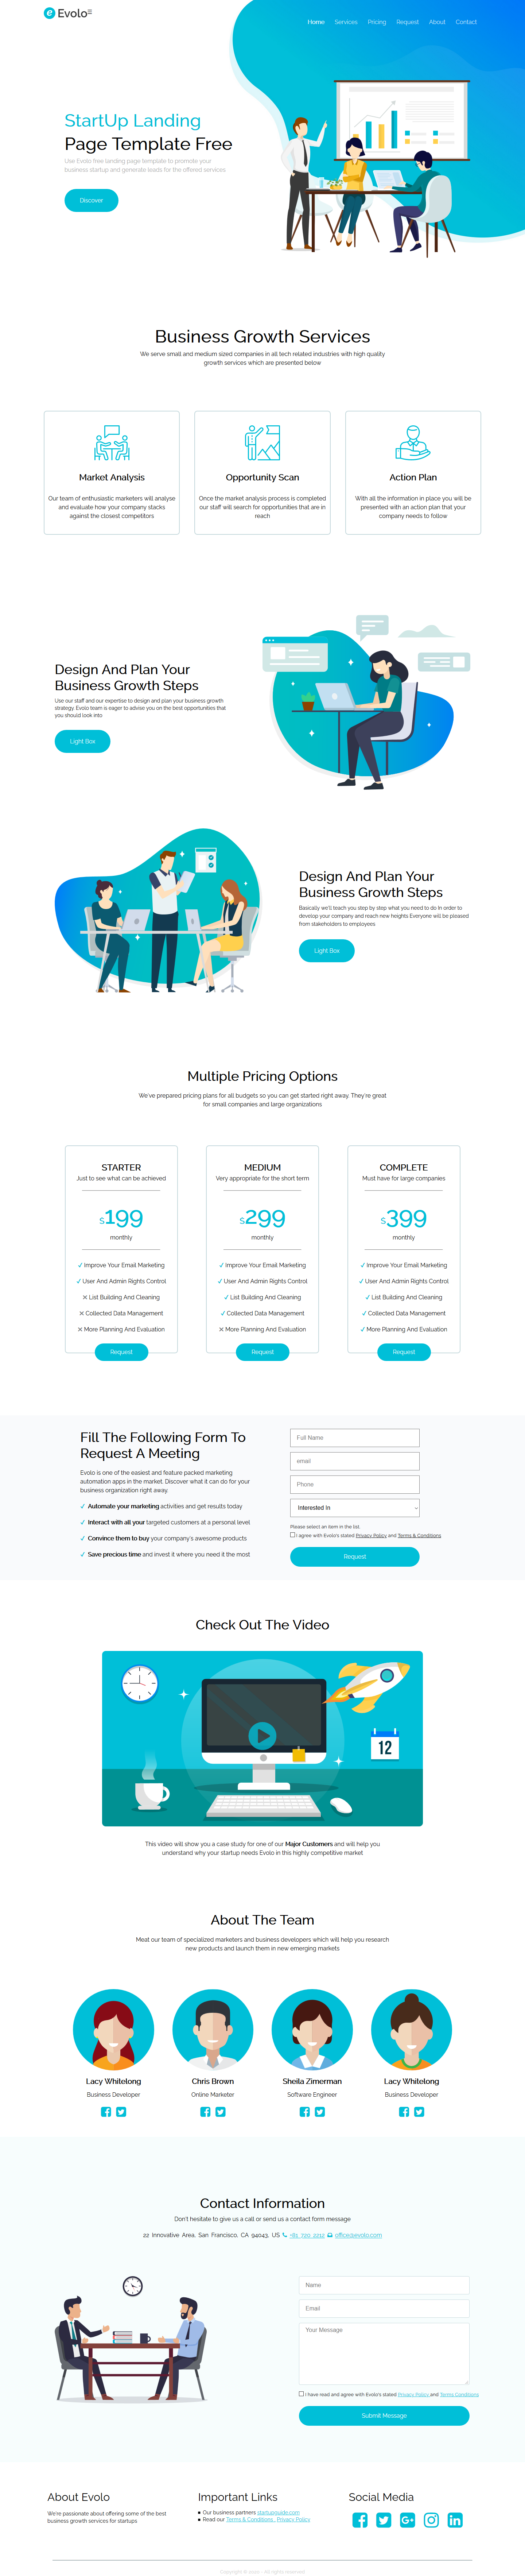 Evolo
Home Services Pricing Request About Contact
StartUp Landing
Page Template Free
Use Evolo free landing page template to promote your
business startup and generate leads for the offered services
Discover
Business Growth Services
We serve small and medium sized companies in all tech related industries with high quality
growth services which are presented below
Market Analysis
Our team of enthusiastic marketers will analyse
and evaluate how your company stacks
against the closest competitors
Opportunity Scan
Once the market analysis process is completed
our staff will search for opportunities that are in
reach
Action Plan
With all the information in place you will be
presented with an action plan that your
company needs to follow
Design And Plan Your
Business Growth Steps
Use our staff and our expertise to design and plan your business growth
strategy. Evolo team is eager to advise you on the best opportunities that
you should look into
Light Box
Design And Plan Your
Business Growth Steps
Basically we'll teach you step by step what you need to do In order to
develop your company and reach new heights Everyone will be pleased
from stakeholders to employees
Light Box
Multiple Pricing Options
We've prepared pricing plans for all budgets so you can get started right away. They're great
for small companies and large organizations
STARTER
Just to see what can be achieved
$199
monthly
✓ Improve Your Email Marketing
✓ User And Admin Rights Control
✕ List Building And Cleaning
✕ Collected Data Management
✕ More Planning And Evaluation
Request
MEDIUM
Very appropriate for the short term
$299
monthly
✓ Improve Your Email Marketing
✓ User And Admin Rights Control
✓ List Building And Cleaning
✓ Collected Data Management
✕ More Planning And Evaluation
Request
COMPLETE
Must have for large companies
$399
monthly
✓ Improve Your Email Marketing
✓ User And Admin Rights Control
✓ List Building And Cleaning
✓ Collected Data Management
✓ More Planning And Evaluation
Request
Fill The Following Form To
Request A Meeting
Evolo is one of the easiest and feature packed marketing
automation apps in the market. Discover what it can do for your
business organization right away.
✓ Automate your marketing activities and get results today
✓ Interact with all your targeted customers at a personal level
✓ Convince them to buy your company's awesome products
✓ Save precious time and invest it where you need it the most
Full Name
email
Phone
Interested In
Please select an item in the list.
I agree with Evolo's stated Privacy Policy and Terms & Conditions
Request
Check Out The Video
12
This video will show you a case study for one of our Major Customers and will help you
understand why your startup needs Evolo in this highly competitive market
About The Team
Meat our team of specialized marketers and business developers which will help you research
new products and launch them in new emerging markets
Lacy Whitelong
Business Developer
Chris Brown
Online Marketer
Sheila Zimerman
Software Engineer
Lacy Whitelong
Business Developer
Contact Information
Don't hesitate to give us a call or send us a contact form message
22 Innovative Area, San Francisco, CA 94043, US +81 720 2212 office@evolo.com
Name
Email
Your Message
I have read and agree with Evolo's stated Privacy Policy and Terms Conditions
Submit Message
About Evolo
We're passionate about offering some of the best
business growth services for startups
Important Links
Our business partners startupguide.com
Read our Terms & Conditions , Privacy Policy
Social Media